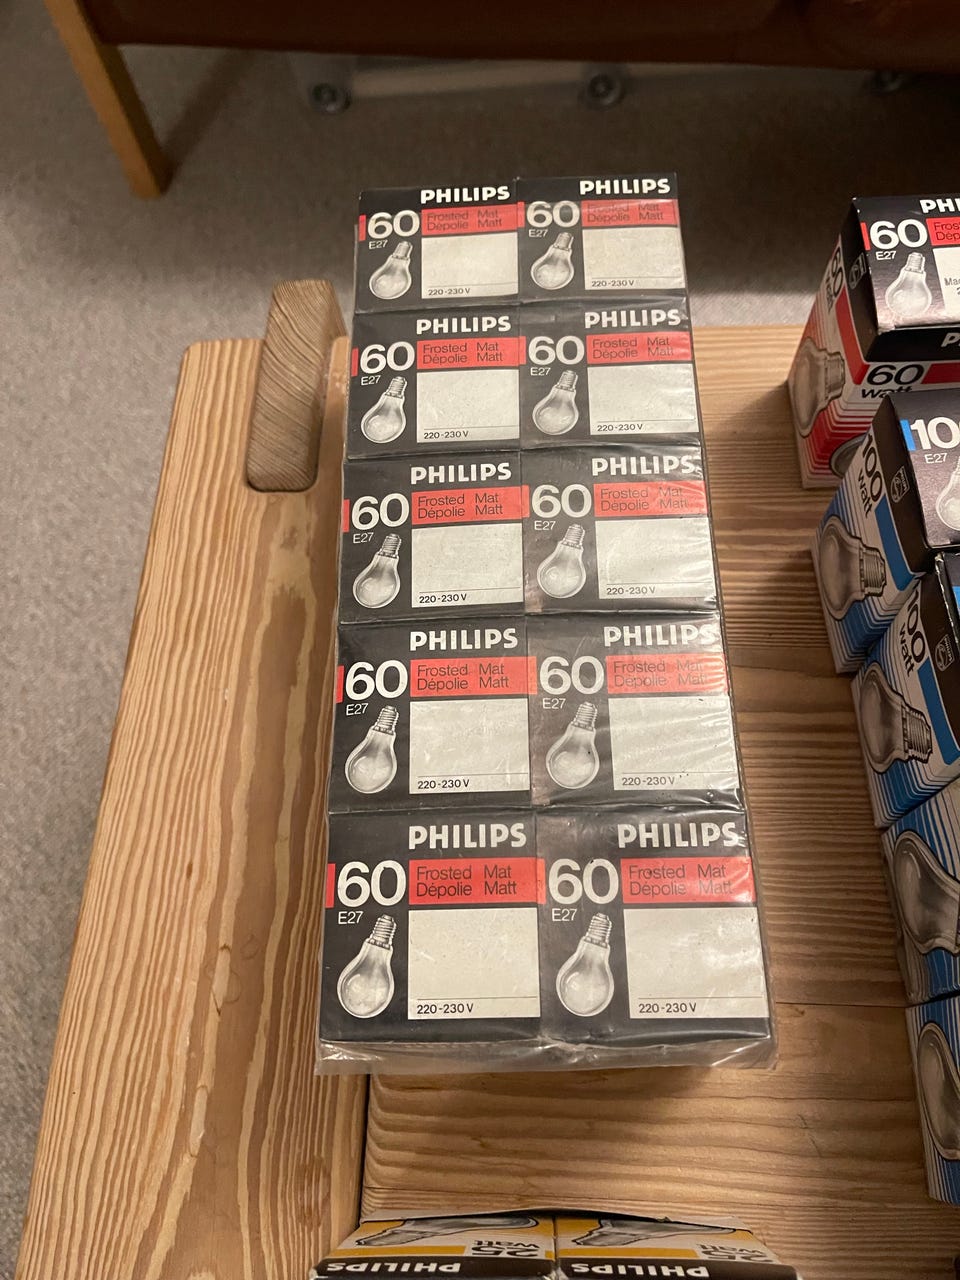 PHILIPS
60
Frosted Mat
Dépolie Matt
E27
220-230 V
PHILIPS
60
Frosted Mat
Dépolie Matt
E27
220-230 V
PHILIPS
60
Frosted Mat
Dépolie Matt
E27
220-230 V
PHILIPS
60
Frosted Mat
Dépolie Matt
E27
220-230 V
PHILIPS
60
Frosted Mat
Dépolie Matt
E27
220-230 V
PHILIPS
60
Frosted Mat
Dépolie Matt
E27
220-230 V
PHILIPS
60
Frosted Mat
Dépolie Matt
E27
220-230 V
PHILIPS
60
Frosted Mat
Dépolie Matt
E27
220-230 V
PHILIPS
60
Frosted Mat
Dépolie Matt
E27
220-230 V
PHILIPS
60
Frosted Mat
Dépolie Matt
E27
220-230 V
60
E27
60
watt
E27
100
watt
100
watt
25
watt
25
watt
PHILIPS
PHILIPS